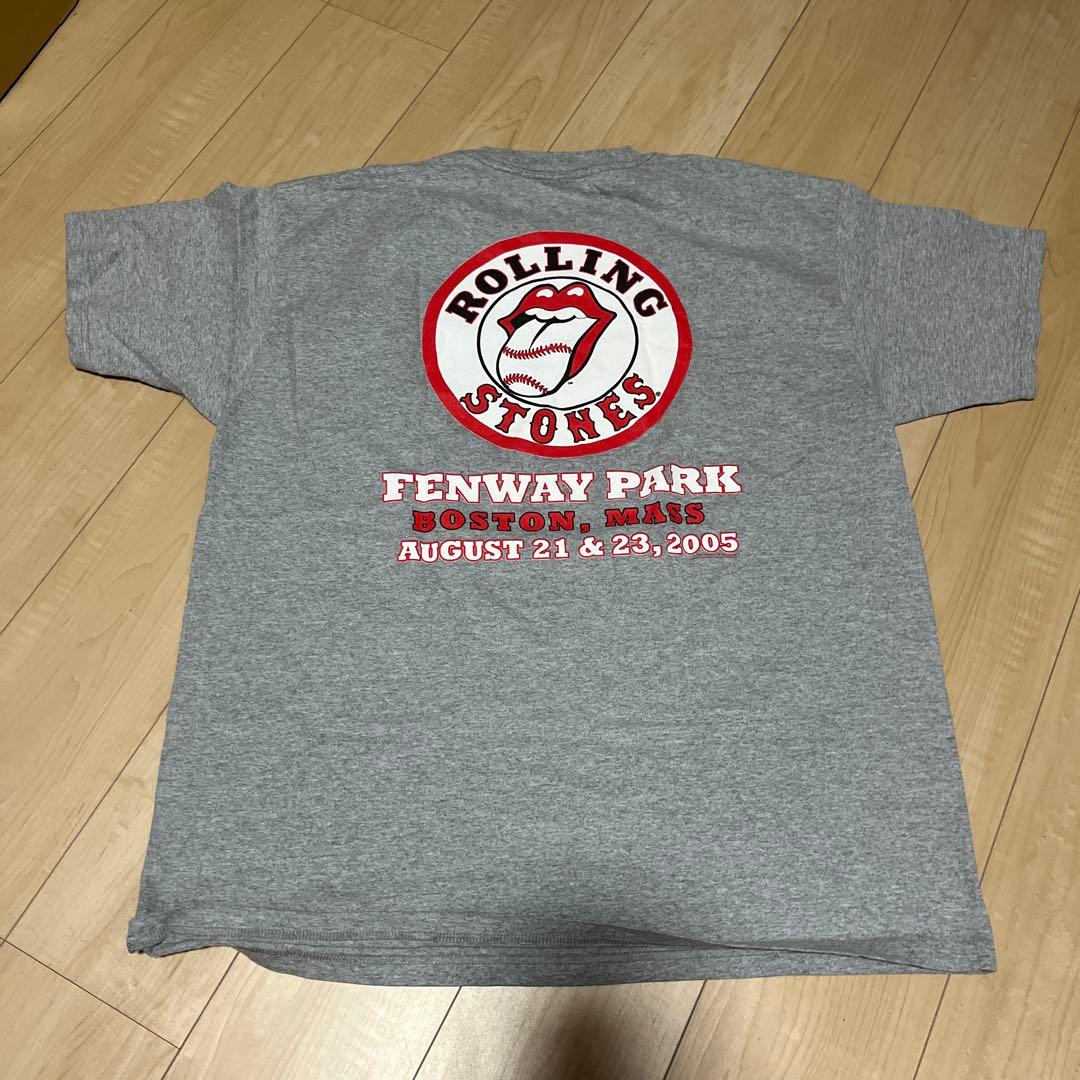 ROLLING
STONES
FENWAY PARK
BOSTON, MASS
AUGUST 21 & 23, 2005